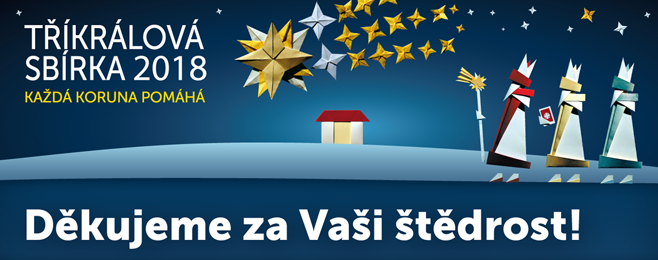 TŘÍKRÁLOVÁ
SBÍRKA 2018
KAŽDÁ KORUNA POMÁHÁ
Děkujeme za Vaši štědrost!